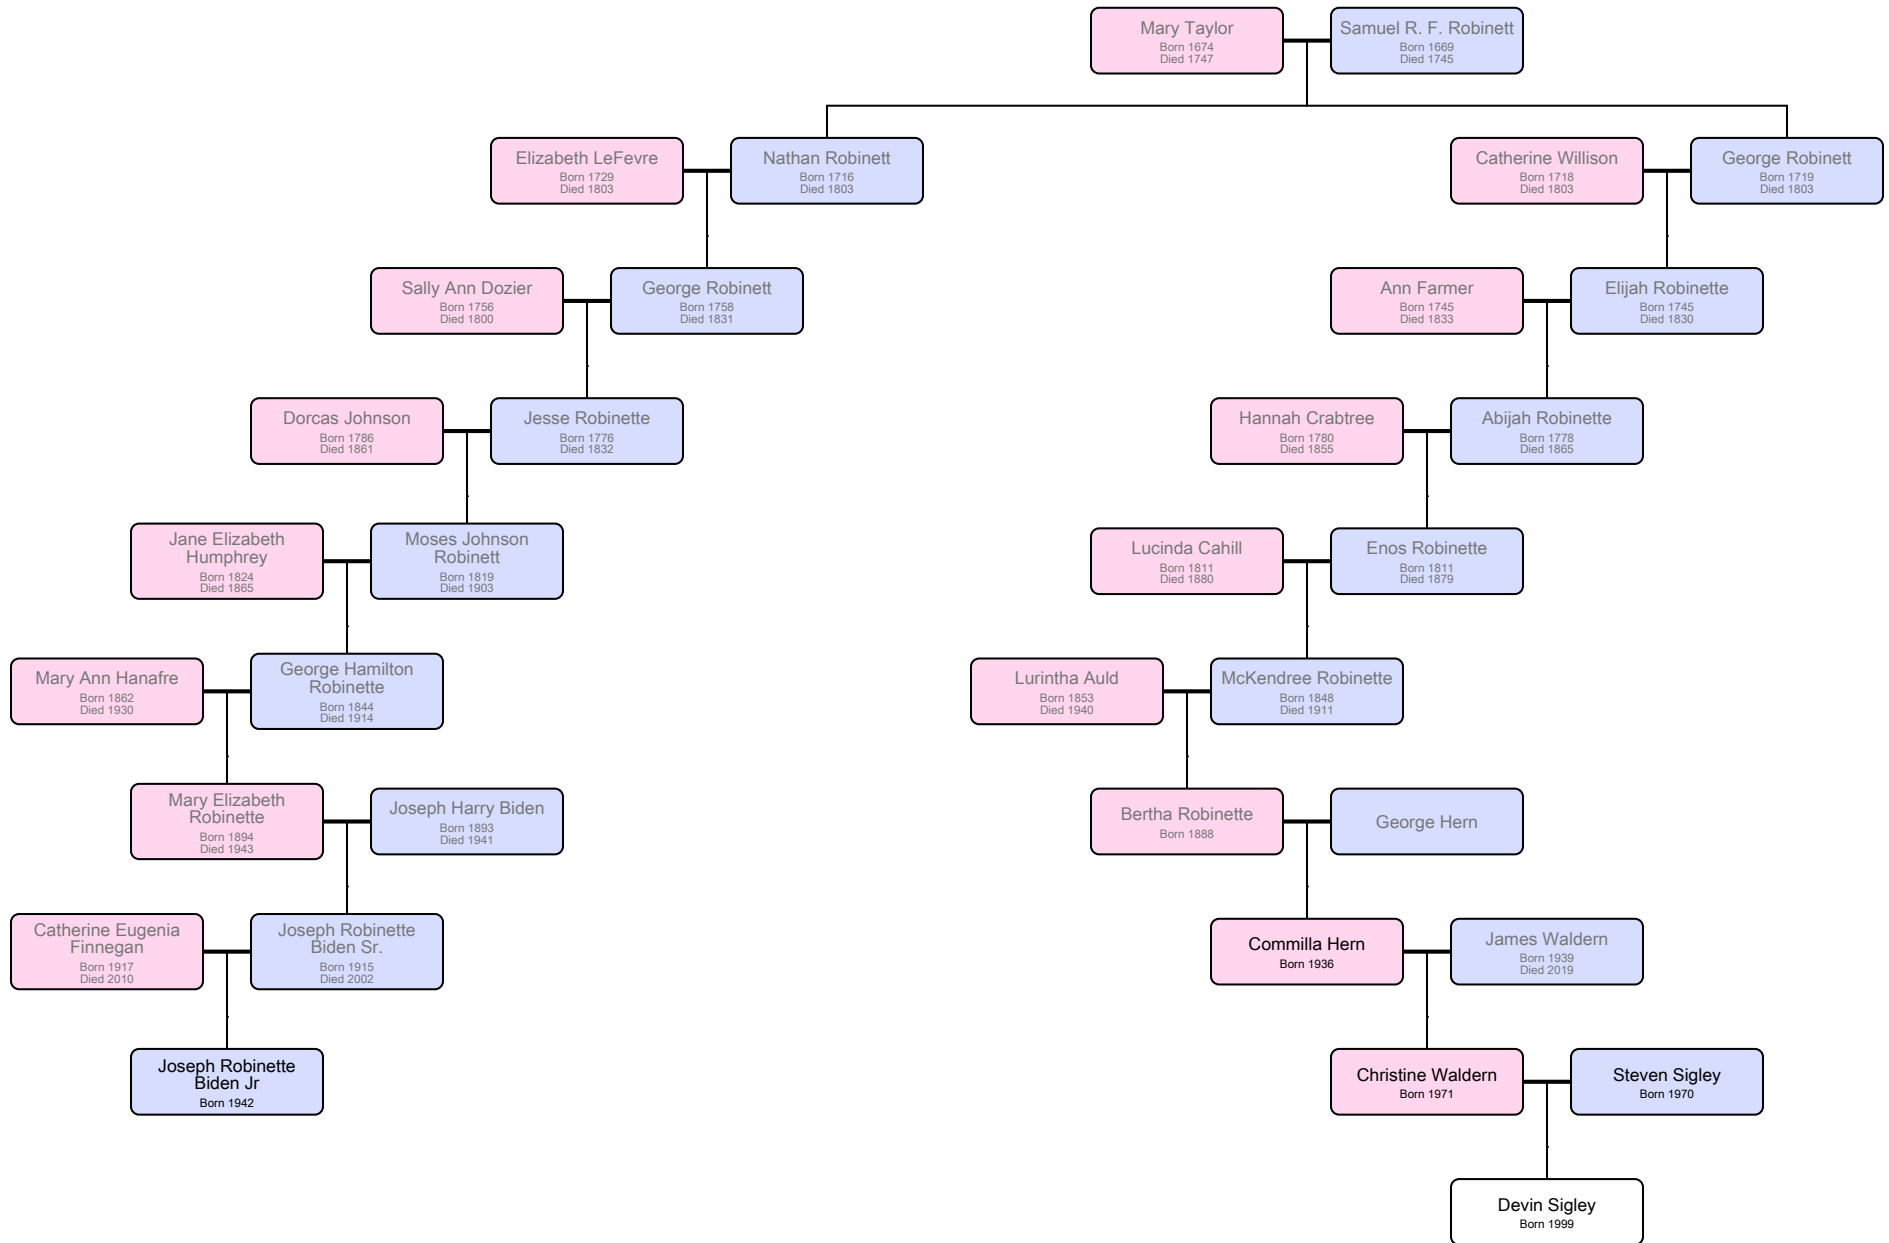 Mary Taylor
Born 1674
Died 1747
Samuel R. F. Robinett
Born 1669
Died 1745
Elizabeth LeFevre
Born 1729
Died 1803
Nathan Robinett
Born 1716
Died 1803
Catherine Willison
Born 1718
Died 1803
George Robinett
Born 1719
Died 1803
Sally Ann Dozier
Born 1756
Died 1800
George Robinett
Born 1758
Died 1831
Ann Farmer
Born 1745
Died 1833
Elijah Robinette
Born 1745
Died 1830
Dorcas Johnson
Born 1786
Died 1861
Jesse Robinette
Born 1776
Died 1832
Hannah Crabtree
Born 1780
Died 1855
Abijah Robinette
Born 1778
Died 1865
Jane Elizabeth
Humphrey
Born 1824
Died 1865
Moses Johnson
Robinett
Born 1819
Died 1903
Lucinda Cahill
Born 1811
Died 1880
Enos Robinette
Born 1811
Died 1879
Mary Ann Hanafre
Born 1862
Died 1930
George Hamilton
Robinette
Born 1844
Died 1914
Lurintha Auld
Born 1853
Died 1940
McKendree Robinette
Born 1848
Died 1911
Mary Elizabeth
Robinette
Born 1894
Died 1943
Joseph Harry Biden
Born 1893
Died 1941
Bertha Robinette
Born 1888
George Hern
Catherine Eugenia
Finnegan
Born 1917
Died 2010
Joseph Robinette
Biden Sr.
Born 1915
Died 2002
Commilla Hern
Born 1936
James Waldern
Born 1939
Died 2019
Joseph Robinette
Biden Jr
Born 1942
Christine Waldern
Born 1971
Steven Sigley
Born 1970
Devin Sigley
Born 1999